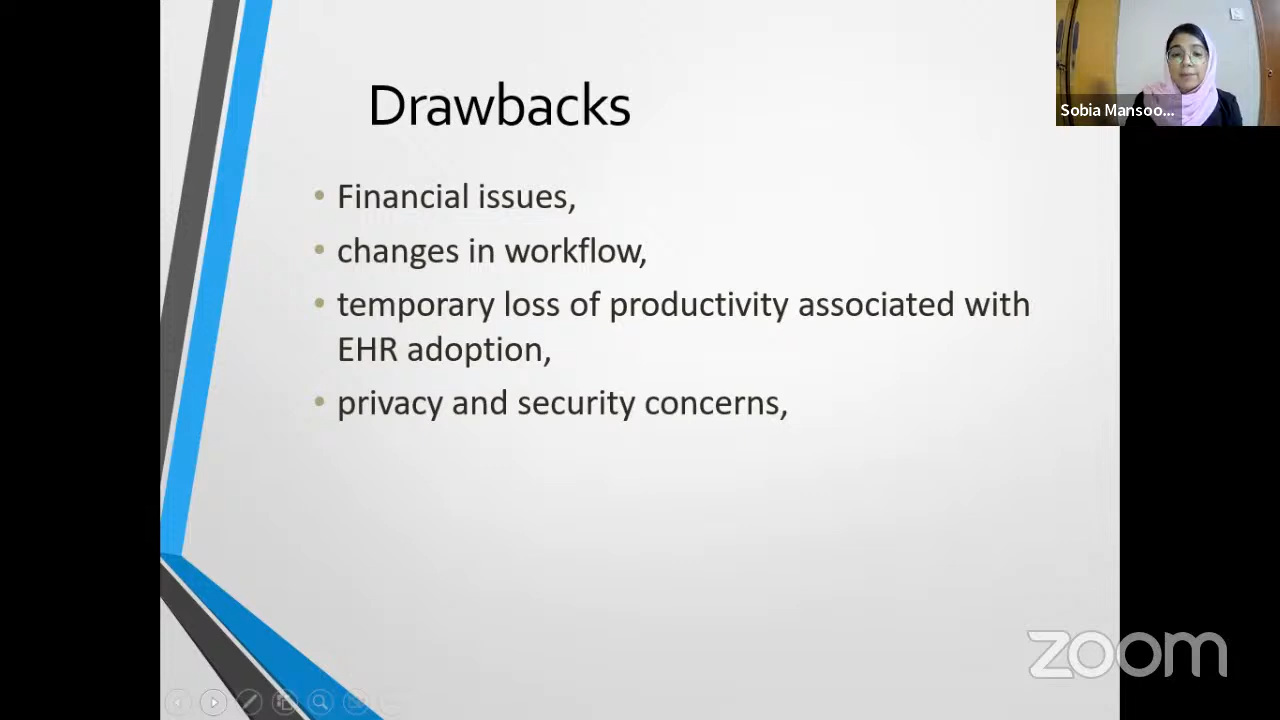 Drawbacks
• Financial issues,
• changes in workflow,
• temporary loss of productivity associated with
EHR adoption,
• privacy and security concerns,
Sobia Mansoo...
zoom